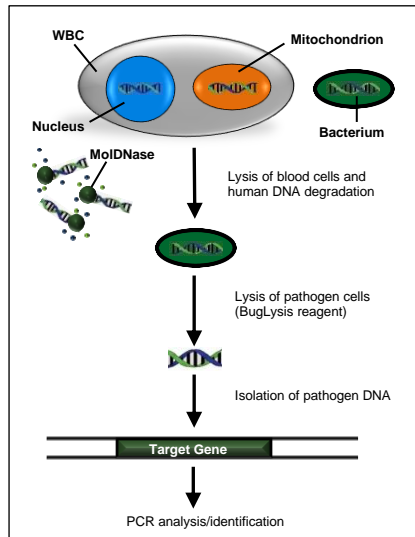 WBC
Mitochondrion
Nucleus
Bacterium
MolDNase
Lysis of blood cells and
human DNA degradation
Lysis of pathogen cells
(BugLysis reagent)
Isolation of pathogen DNA
Target Gene
PCR analysis/identification